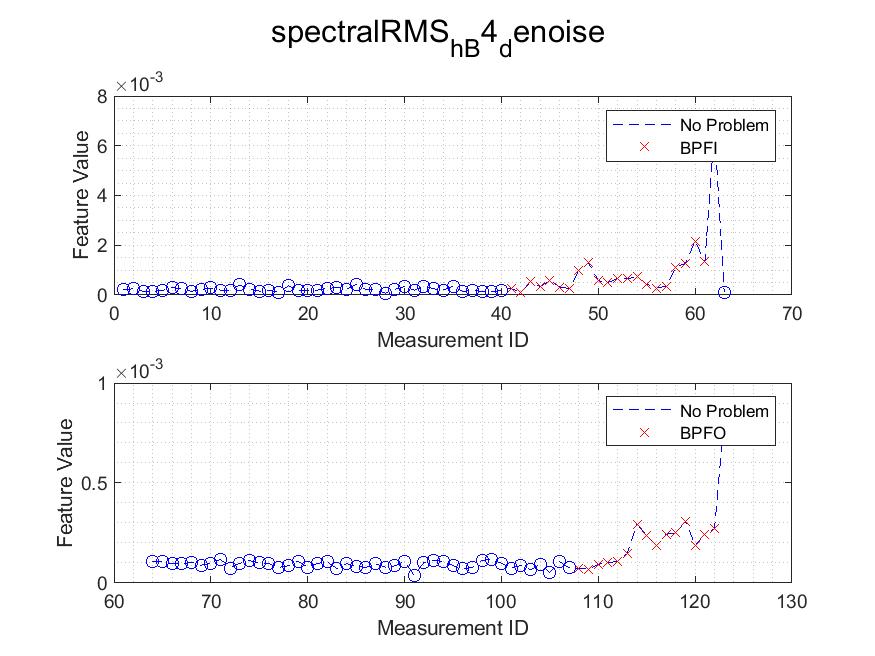 spectralRMS_hB4_denoise
×10^-3
8
6
4
2
0
Feature Value
No Problem
BPFI
0 10 20 30 40 50 60 70
Measurement ID
×10^-3
1
0.5
0
Feature Value
No Problem
BPFO
60 70 80 90 100 110 120 130
Measurement ID